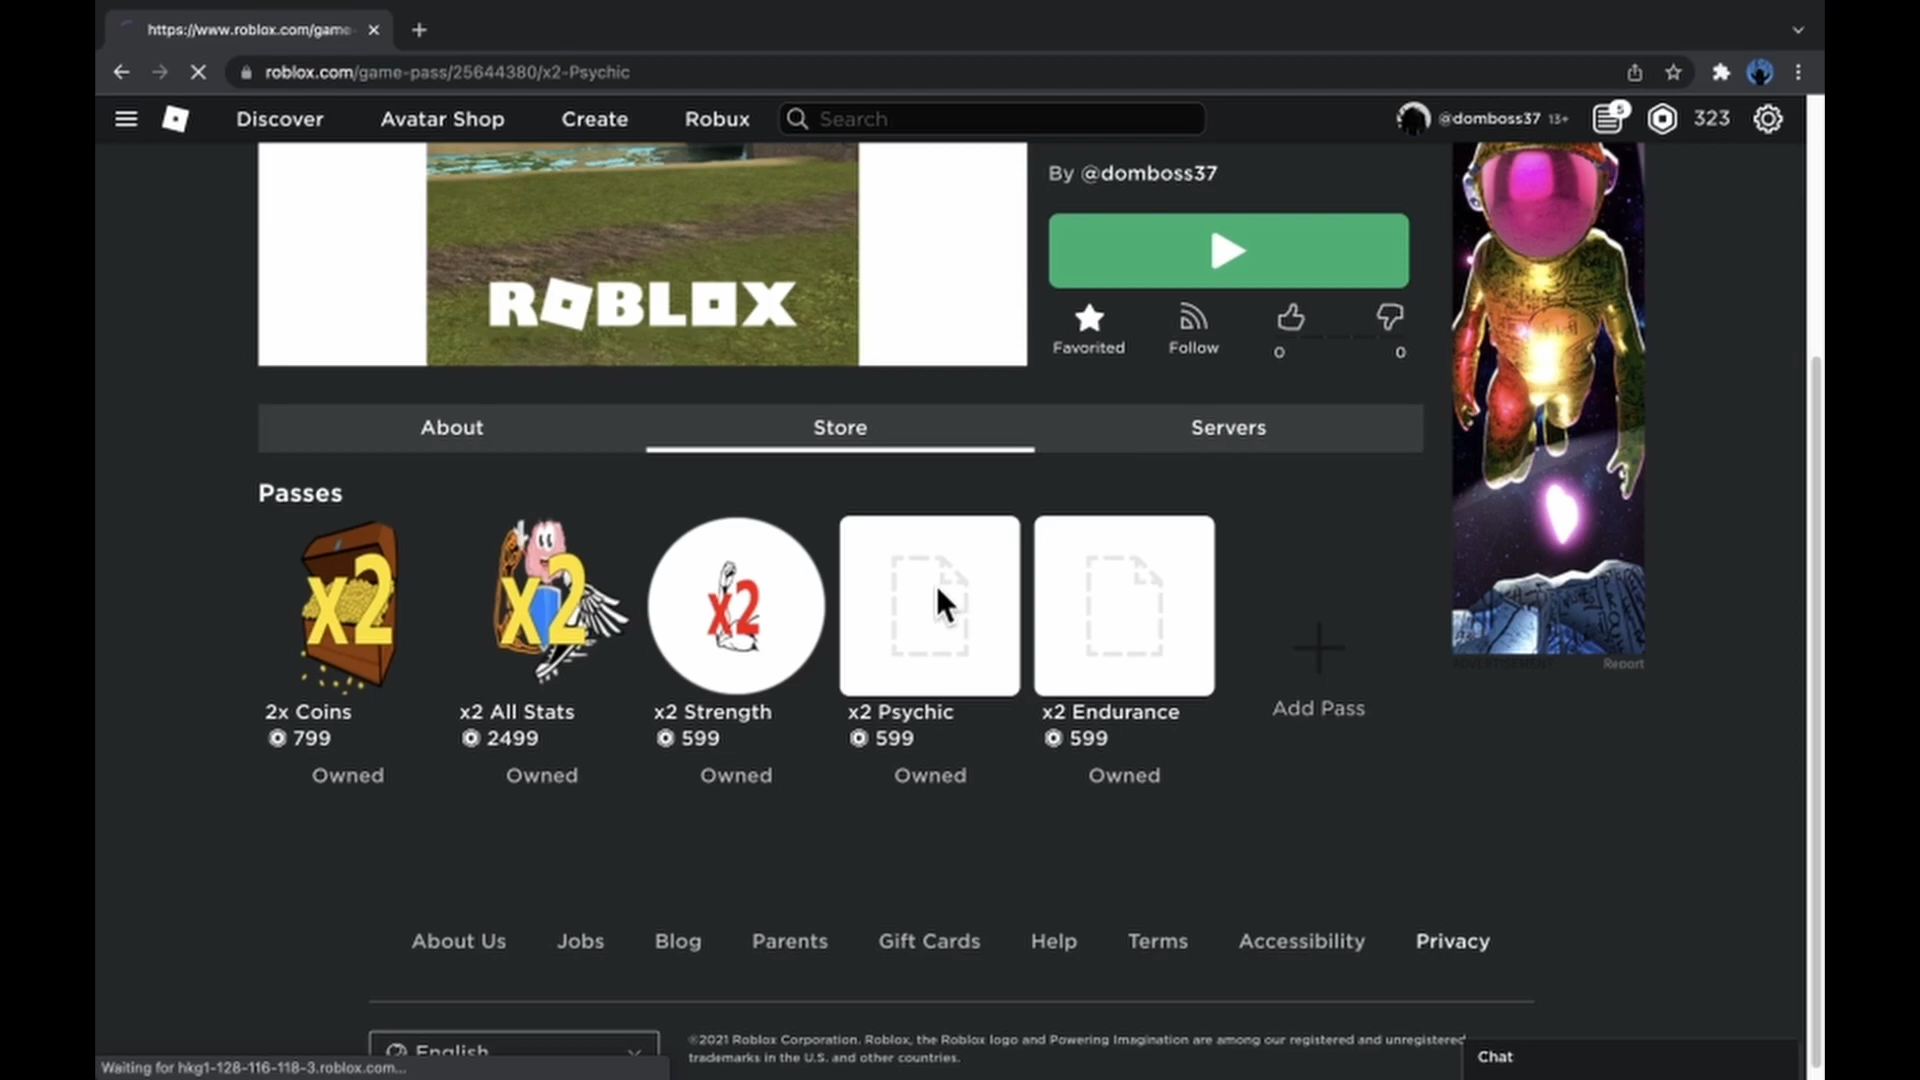 https://www.roblox.com/game-
roblox.com/game-pass/25644380/x2-Psychic
Discover
Avatar Shop
Create
Robux
Search
@domboss37 13+
5
323
By @domboss37
ROBLOX
Favorited
Follow
0
0
About
Store
Servers
Passes
x2
x2
x2
2x Coins
x2 All Stats
x2 Strength
x2 Psychic
x2 Endurance
Add Pass
799
2499
599
599
599
Owned
Owned
Owned
Owned
Owned
ADVERTISEMENT
Report
About Us
Jobs
Blog
Parents
Gift Cards
Help
Terms
Accessibility
Privacy
English
©2021 Roblox Corporation. Roblox, the Roblox logo and Powering Imagination are among our registered and unregistered
trademarks in the U.S. and other countries.
Chat
Waiting for hkg1-128-116-118-3.roblox.com...